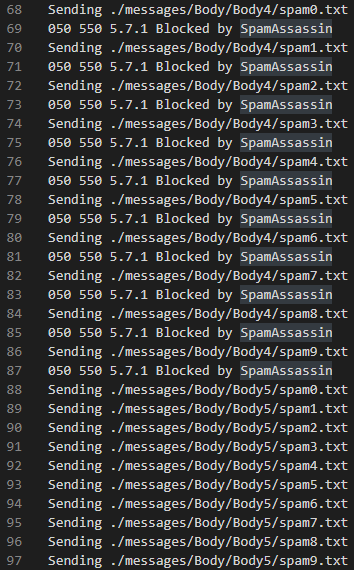 68 Sending ./messages/Body/Body4/spam0.txt
69 050 550 5.7.1 Blocked by SpamAssassin
70 Sending ./messages/Body/Body4/spam1.txt
71 050 550 5.7.1 Blocked by SpamAssassin
72 Sending ./messages/Body/Body4/spam2.txt
73 050 550 5.7.1 Blocked by SpamAssassin
74 Sending ./messages/Body/Body4/spam3.txt
75 050 550 5.7.1 Blocked by SpamAssassin
76 Sending ./messages/Body/Body4/spam4.txt
77 050 550 5.7.1 Blocked by SpamAssassin
78 Sending ./messages/Body/Body4/spam5.txt
79 050 550 5.7.1 Blocked by SpamAssassin
80 Sending ./messages/Body/Body4/spam6.txt
81 050 550 5.7.1 Blocked by SpamAssassin
82 Sending ./messages/Body/Body4/spam7.txt
83 050 550 5.7.1 Blocked by SpamAssassin
84 Sending ./messages/Body/Body4/spam8.txt
85 050 550 5.7.1 Blocked by SpamAssassin
86 Sending ./messages/Body/Body4/spam9.txt
87 050 550 5.7.1 Blocked by SpamAssassin
88 Sending ./messages/Body/Body5/spam0.txt
89 Sending ./messages/Body/Body5/spam1.txt
90 Sending ./messages/Body/Body5/spam2.txt
91 Sending ./messages/Body/Body5/spam3.txt
92 Sending ./messages/Body/Body5/spam4.txt
93 Sending ./messages/Body/Body5/spam5.txt
94 Sending ./messages/Body/Body5/spam6.txt
95 Sending ./messages/Body/Body5/spam7.txt
96 Sending ./messages/Body/Body5/spam8.txt
97 Sending ./messages/Body/Body5/spam9.txt